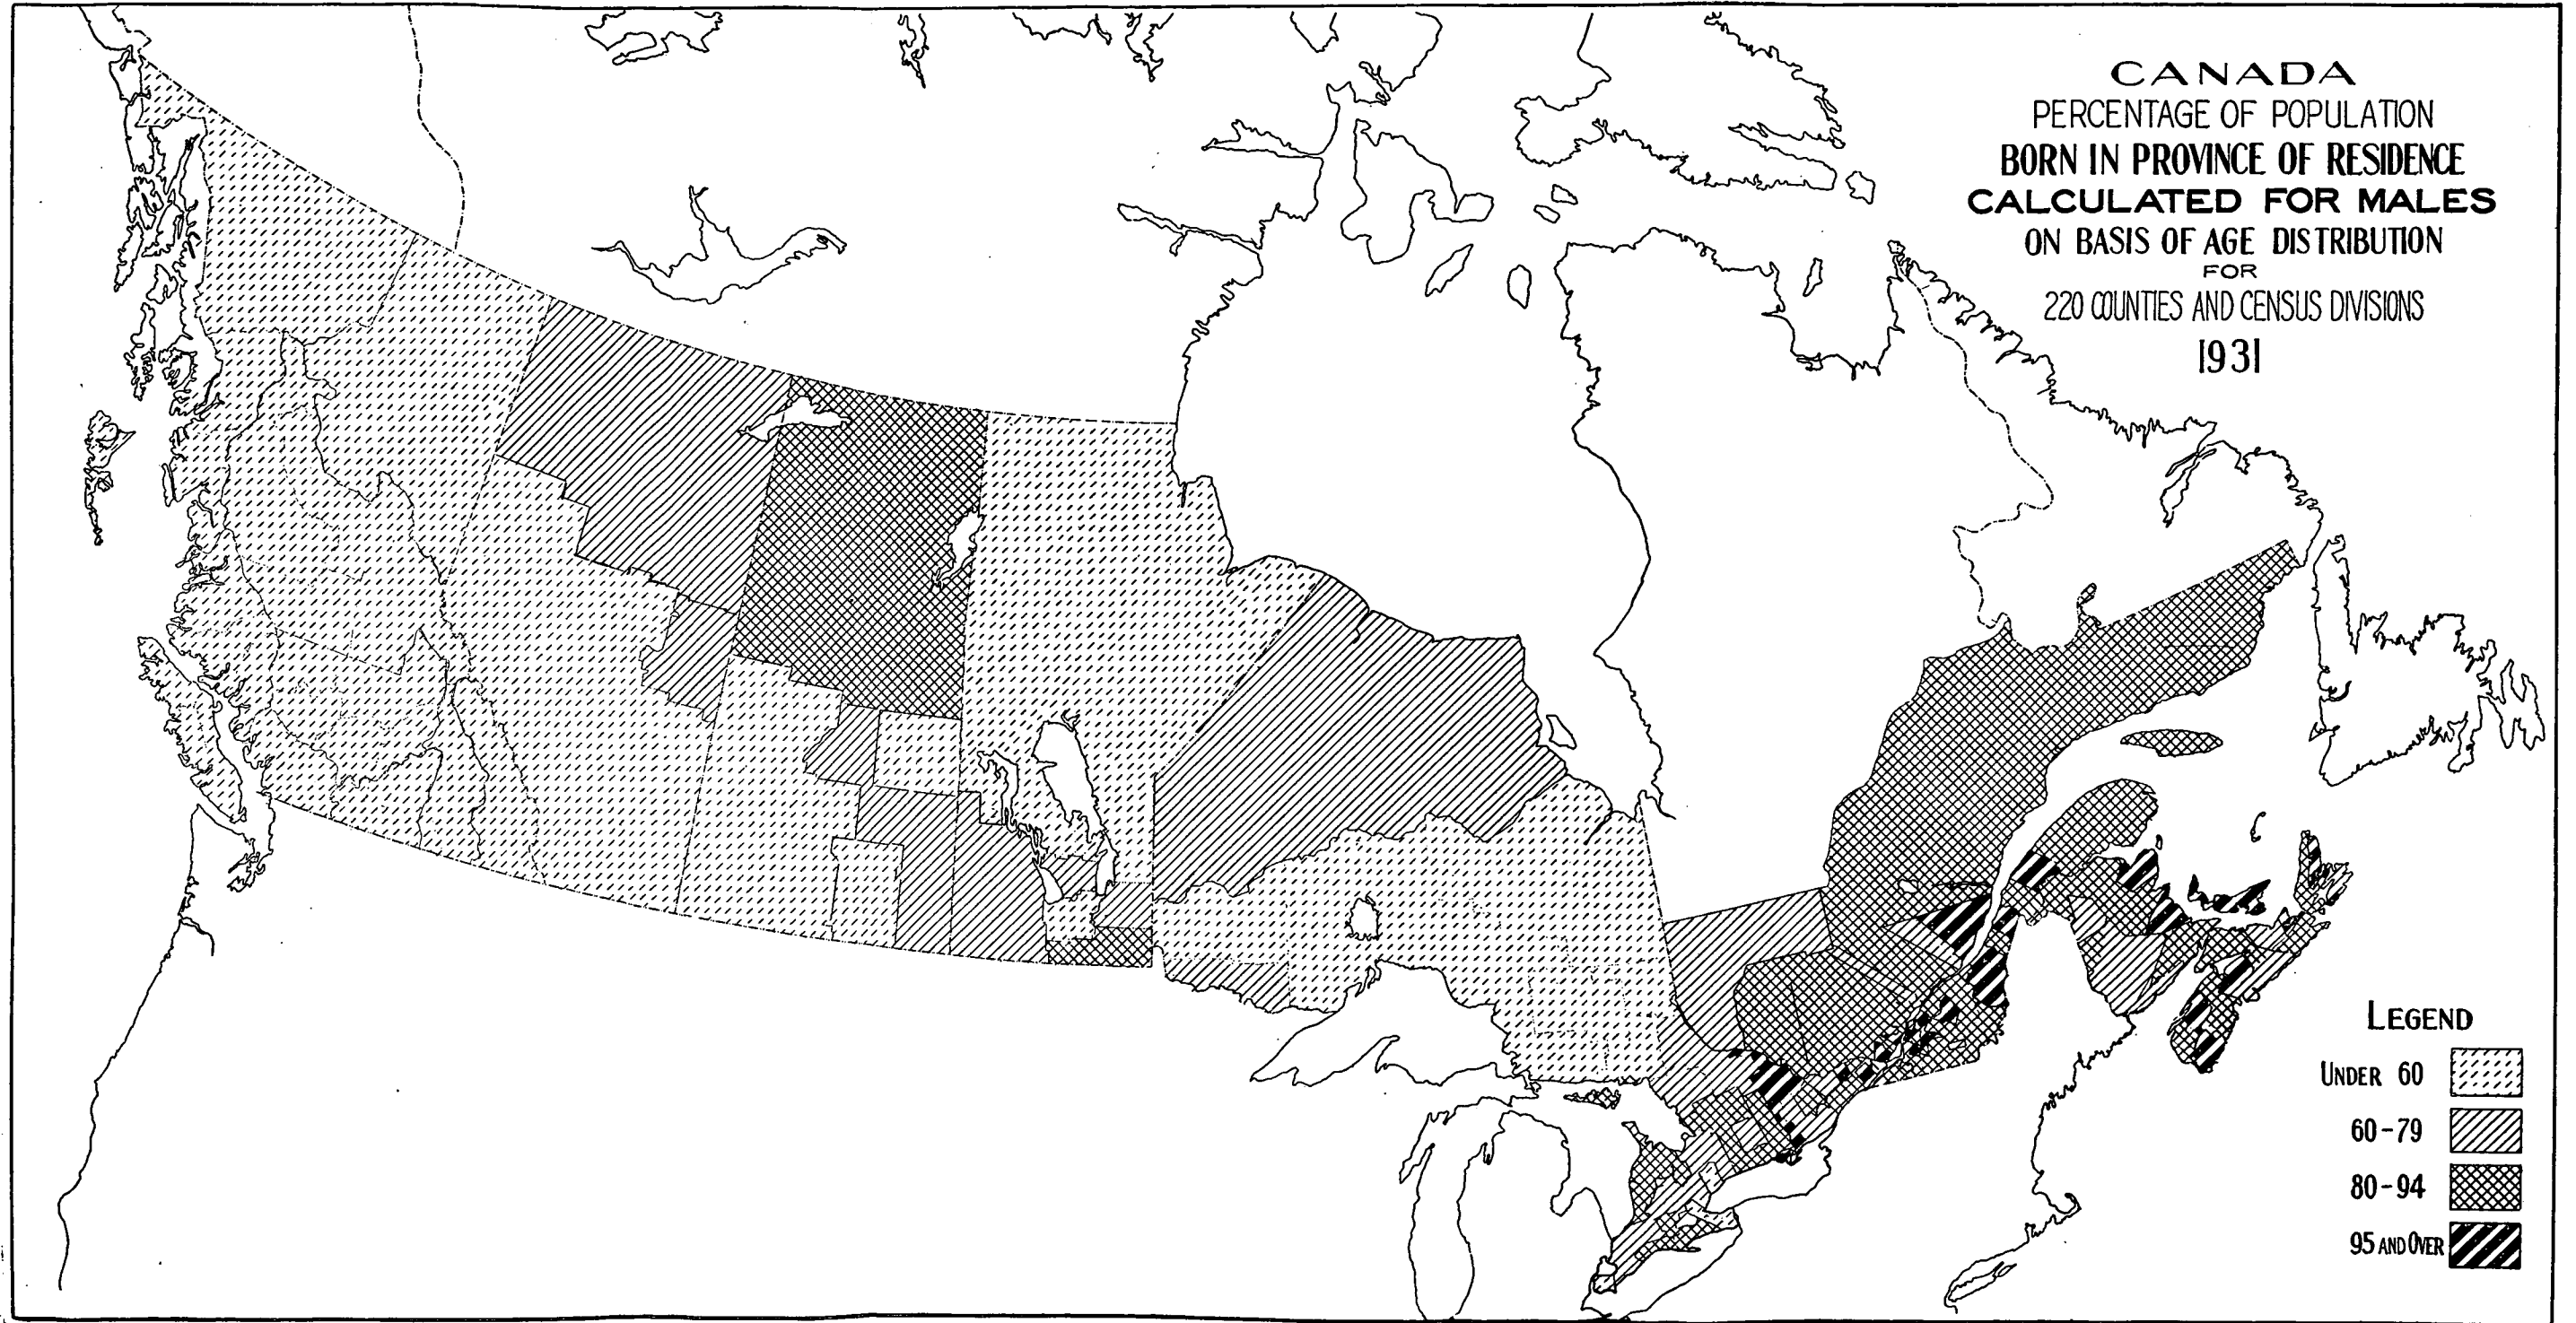 CANADA
PERCENTAGE OF POPULATION
BORN IN PROVINCE OF RESIDENCE
CALCULATED FOR MALES
ON BASIS OF AGE DISTRIBUTION
FOR
220 COUNTIES AND CENSUS DIVISIONS
1931
LEGEND
UNDER 60
60-79
80-94
95 AND OVER